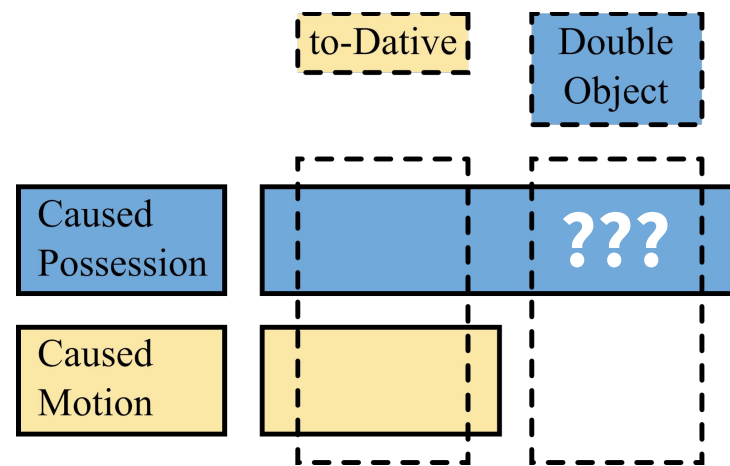 to-Dative
Double
Object
Caused
Possession
???
Caused
Motion